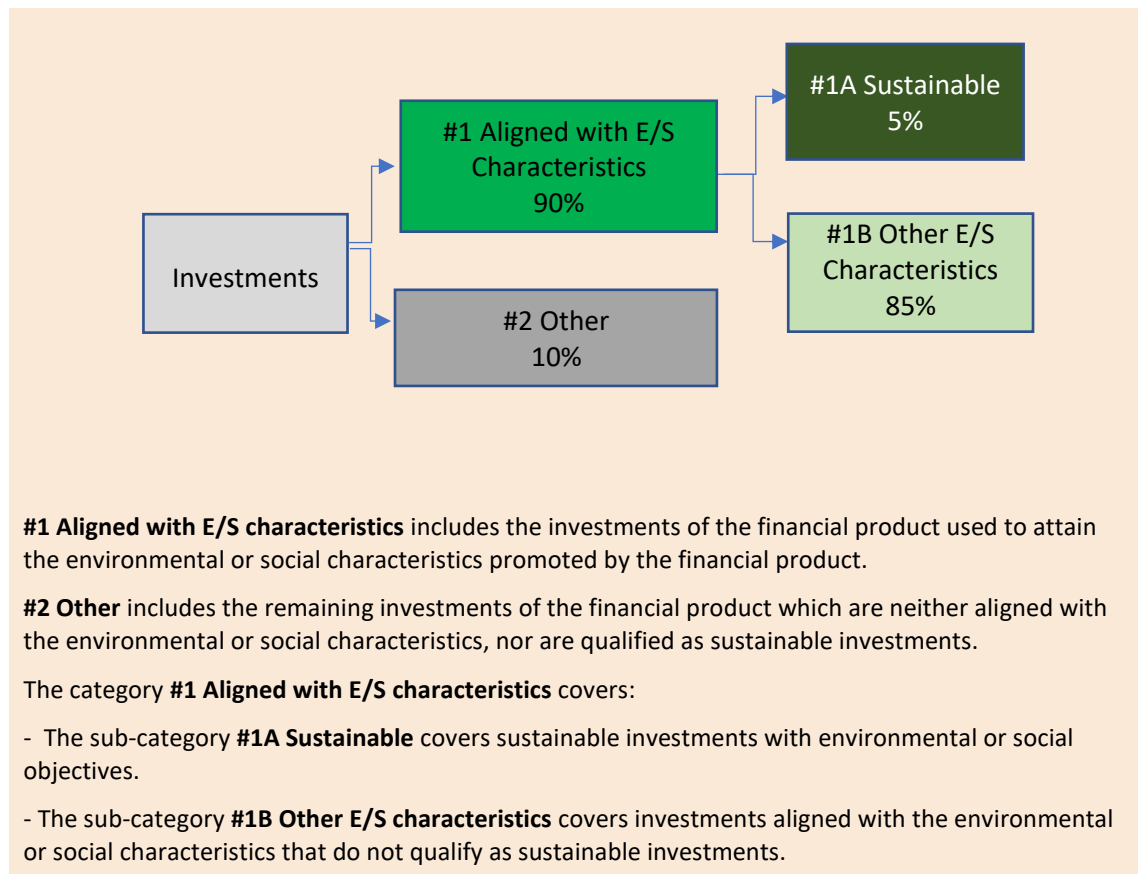 #1A Sustainable
5%
#1 Aligned with E/S
Characteristics
90%
#1B Other E/S
Characteristics
85%
Investments
#2 Other
10%
#1 Aligned with E/S characteristics includes the investments of the financial product used to attain
the environmental or social characteristics promoted by the financial product.
#2 Other includes the remaining investments of the financial product which are neither aligned with
the environmental or social characteristics, nor are qualified as sustainable investments.
The category #1 Aligned with E/S characteristics covers:
- The sub-category #1A Sustainable covers sustainable investments with environmental or social
objectives.
- The sub-category #1B Other E/S characteristics covers investments aligned with the environmental
or social characteristics that do not qualify as sustainable investments.